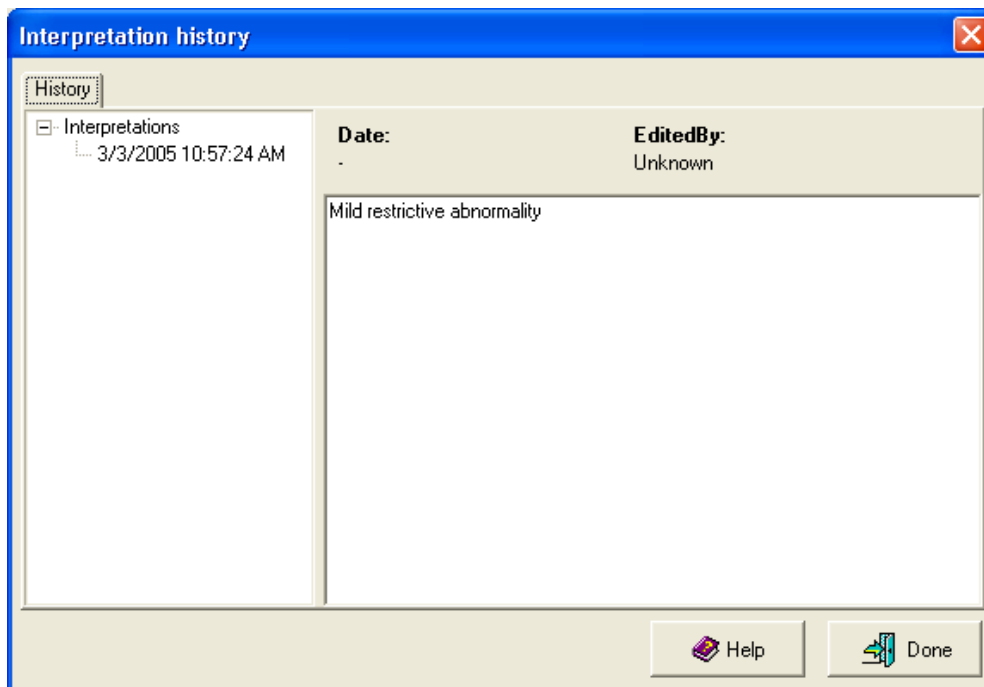 Interpretation history
History
Interpretations
3/3/2005 10:57:24 AM
Date:
-
EditedBy:
Unknown
Mild restrictive abnormality
Help
Done